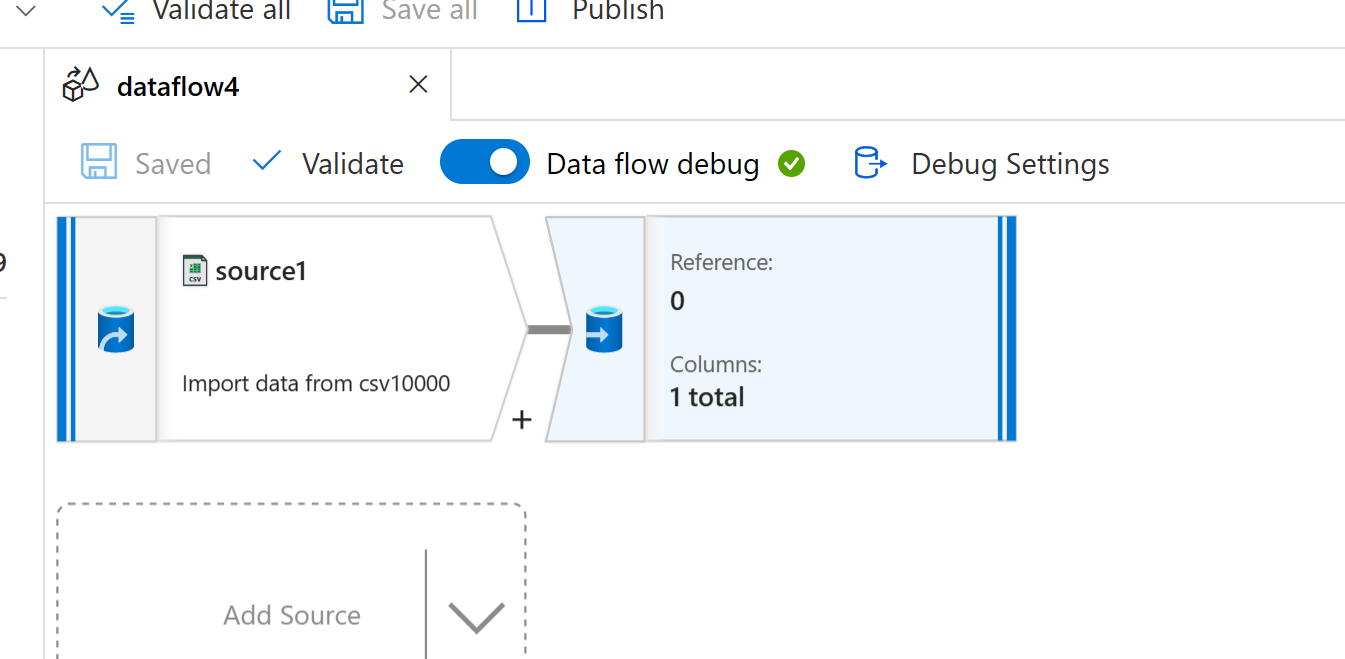 Validate all
Save all
Publish
dataflow4
Saved
Validate
Data flow debug
Debug Settings
9
CSV
source1
Import data from csv10000
+
Reference:
0
Columns:
1 total
Add Source